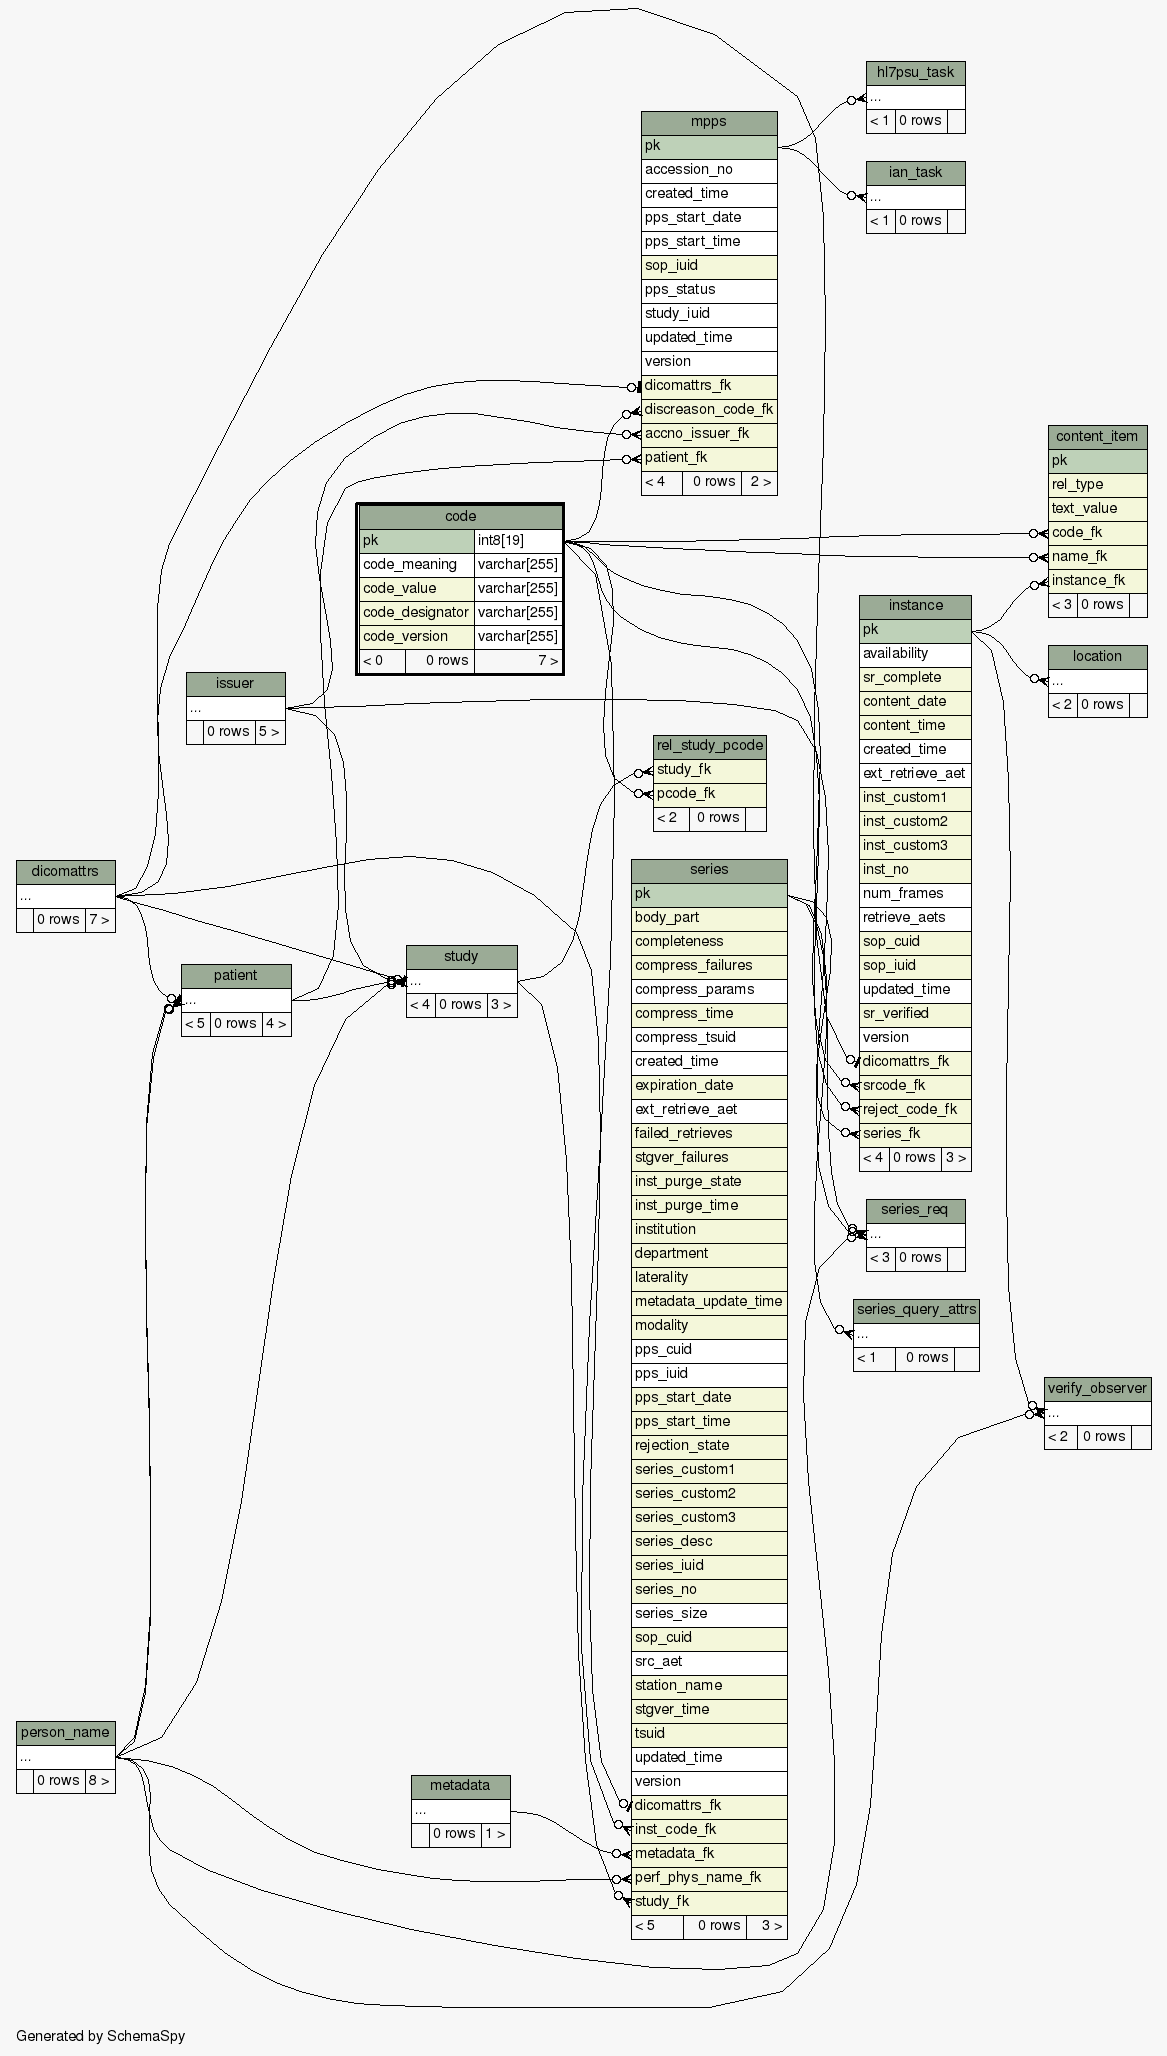 hl7psu_task
...
< 1 0 rows
mpps
pk
accession_no
created_time
pps_start_date
pps_start_time
sop_iuid
pps_status
study_iuid
updated_time
version
dicomattrs_fk
discreason_code_fk
accno_issuer_fk
patient_fk
< 4 0 rows 2 >
ian_task
...
< 1 0 rows
content_item
pk
rel_type
text_value
code_fk
name_fk
instance_fk
< 3 0 rows
code
pk int8[19]
code_meaning varchar[255]
code_value varchar[255]
code_designator varchar[255]
code_version varchar[255]
< 0 0 rows 7 >
instance
pk
availability
sr_complete
content_date
content_time
created_time
ext_retrieve_aet
inst_custom1
inst_custom2
inst_custom3
inst_no
num_frames
retrieve_aets
sop_cuid
sop_iuid
updated_time
sr_verified
version
dicomattrs_fk
srcode_fk
reject_code_fk
series_fk
< 4 0 rows 3 >
location
...
< 2 0 rows
issuer
...
0 rows 5 >
rel_study_pcode
study_fk
pcode_fk
< 2 0 rows
dicomattrs
...
0 rows 7 >
series
pk
body_part
completeness
compress_failures
compress_params
compress_time
compress_tsuid
created_time
expiration_date
ext_retrieve_aet
failed_retrieves
stgver_failures
inst_purge_state
inst_purge_time
institution
department
laterality
metadata_update_time
modality
pps_cuid
pps_iuid
pps_start_date
pps_start_time
rejection_state
series_custom1
series_custom2
series_custom3
series_desc
series_iuid
series_no
series_size
sop_cuid
src_aet
station_name
stgver_time
tsuid
updated_time
version
dicomattrs_fk
inst_code_fk
metadata_fk
perf_phys_name_fk
study_fk
< 5 0 rows 3 >
study
...
< 4 0 rows 3 >
patient
...
< 5 0 rows 4 >
series_req
...
< 3 0 rows
series_query_attrs
...
< 1 0 rows
verify_observer
...
< 2 0 rows
person_name
...
0 rows 8 >
metadata
...
0 rows 1 >
Generated by SchemaSpy